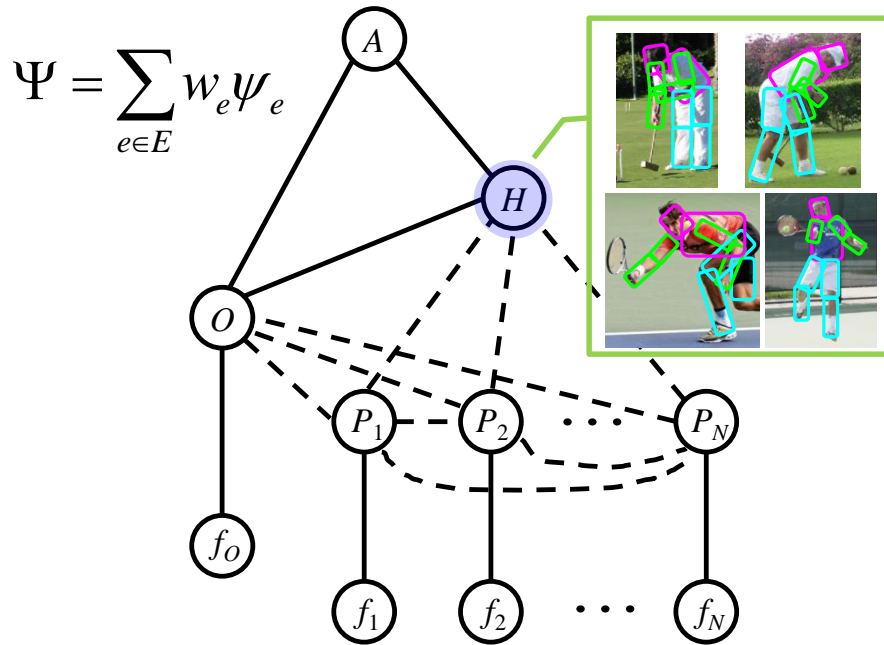 A
Ψ = ∑ w_e ψ_e
e∈E
H
O
P_1
P_2
...
P_N
f_O
f_1
f_2
...
f_N